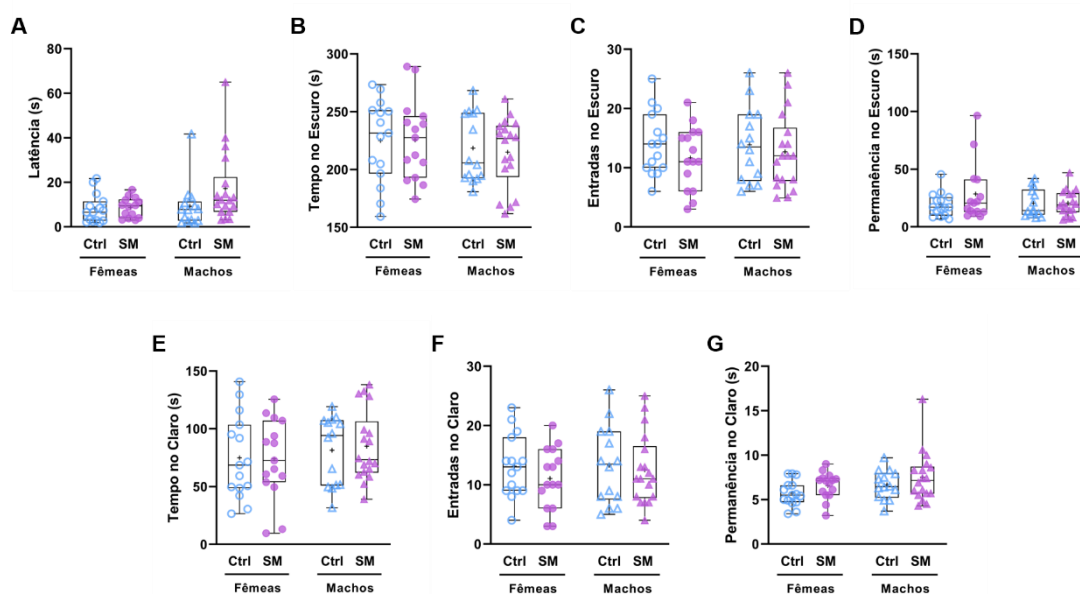 A
Latência (s)
80
60
40
20
0
Ctrl SM Ctrl SM
Fêmeas Machos
B
Tempo no Escuro (s)
300
250
200
150
Ctrl SM Ctrl SM
Fêmeas Machos
C
Entradas no Escuro
30
20
10
0
Ctrl SM Ctrl SM
Fêmeas Machos
D
Permanência no Escuro (s)
150
100
50
0
Ctrl SM Ctrl SM
Fêmeas Machos
E
Tempo no Claro (s)
150
100
50
0
Ctrl SM Ctrl SM
Fêmeas Machos
F
Entradas no Claro
30
20
10
0
Ctrl SM Ctrl SM
Fêmeas Machos
G
Permanência no Claro (s)
20
15
10
5
0
Ctrl SM Ctrl SM
Fêmeas Machos